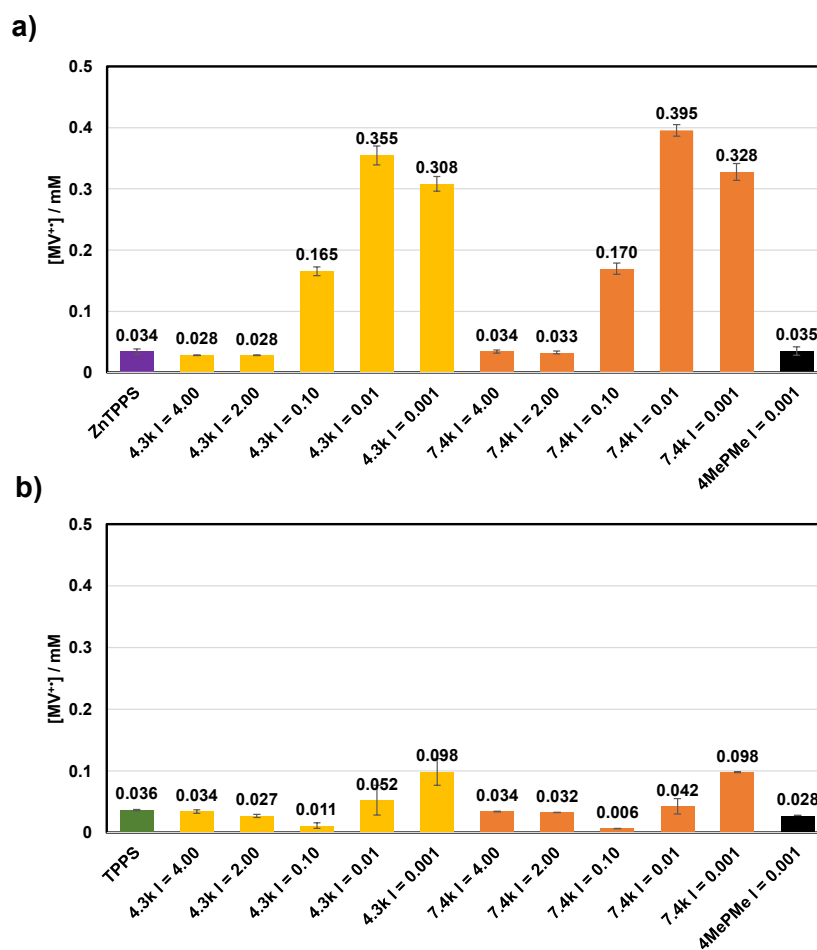 a)
0.5
0.4
0.3
0.2
0.1
0
[MV⁺•] / mM
0.034
0.028
0.028
0.165
0.355
0.308
0.034
0.033
0.170
0.395
0.328
0.035
ZnTPPS
4.3k I = 4.00
4.3k I = 2.00
4.3k I = 0.10
4.3k I = 0.01
4.3k I = 0.001
7.4k I = 4.00
7.4k I = 2.00
7.4k I = 0.10
7.4k I = 0.01
7.4k I = 0.001
4MePMe I = 0.001
b)
0.5
0.4
0.3
0.2
0.1
0
[MV⁺•] / mM
0.036
0.034
0.027
0.011
0.052
0.098
0.034
0.032
0.006
0.042
0.098
0.028
TPPS
4.3k I = 4.00
4.3k I = 2.00
4.3k I = 0.10
4.3k I = 0.01
4.3k I = 0.001
7.4k I = 4.00
7.4k I = 2.00
7.4k I = 0.10
7.4k I = 0.01
7.4k I = 0.001
4MePMe I = 0.001